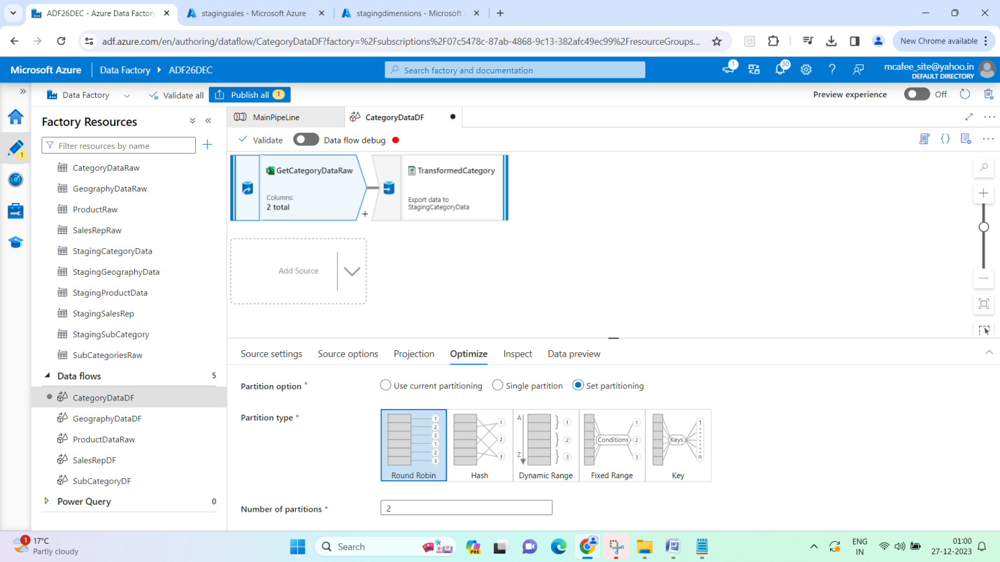 ADF26DEC - Azure Data Factory
stagingsales - Microsoft Azure
stagingdimensions - Microsoft
adf.azure.com/en/authoring/dataflow/CategoryDataDF?factory=%2Fsubscriptions%2F07c5478c-87ab-4868-9c13-382afc49ec99%2FresourceGroups...
New Chrome available
Microsoft Azure
Data Factory
ADF26DEC
Search factory and documentation
1
30
mcafee_site@yahoo.in
DEFAULT DIRECTORY
Data Factory
Validate all
Publish all
1
Preview experience
Off
1
Factory Resources
Filter resources by name
CategoryDataRaw
GeographyDataRaw
ProductRaw
SalesRepRaw
StagingCategoryData
StagingGeographyData
StagingProductData
StagingSalesRep
StagingSubCategory
SubCategoriesRaw
Data flows 5
CategoryDataDF
GeographyDataDF
ProductDataRaw
SalesRepDF
SubCategoryDF
Power Query 0
MainPipeLine
CategoryDataDF
Validate
Data flow debug
GetCategoryDataRaw
Columns:
2 total
TransformedCategory
Export data to
StagingCategoryData
Add Source
Source settings
Source options
Projection
Optimize
Inspect
Data preview
Partition option *
Use current partitioning
Single partition
Set partitioning
Partition type *
1
2
3
1
2
3
Round Robin
1
2
3
Hash
A
Z
1
2
3
Dynamic Range
Conditions
1
2
3
Fixed Range
Keys
1
n
Key
Number of partitions *
2
1
17°C
Partly cloudy
Search
PRE
ENG
IN
01:00
27-12-2023